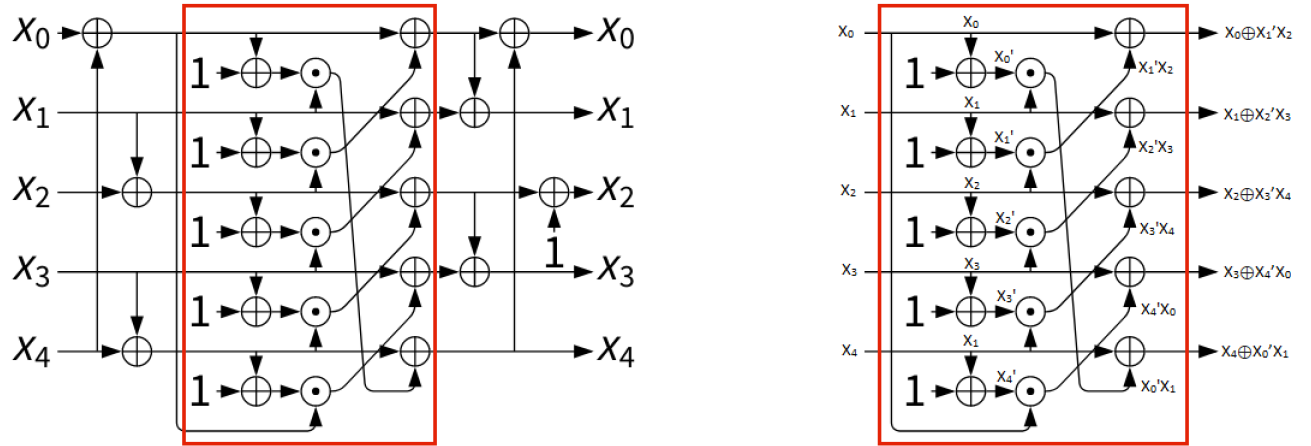 x₀ x₀
1
x₁ x₁
1
x₂ x₂
1 1
x₃ x₃
1
x₄ x₄
1
X₀ X₀ X₀⊕X₁'X₂
1 X₀' X₁'X₂
X₁ X₁ X₁⊕X₂'X₃
1 X₁' X₂'X₃
X₂ X₂ X₂⊕X₃'X₄
1 X₂' X₃'X₄
X₃ X₃ X₃⊕X₄'X₀
1 X₃' X₄'X₀
X₄ X₁ X₄⊕X₀'X₁
1 X₄' X₀'X₁